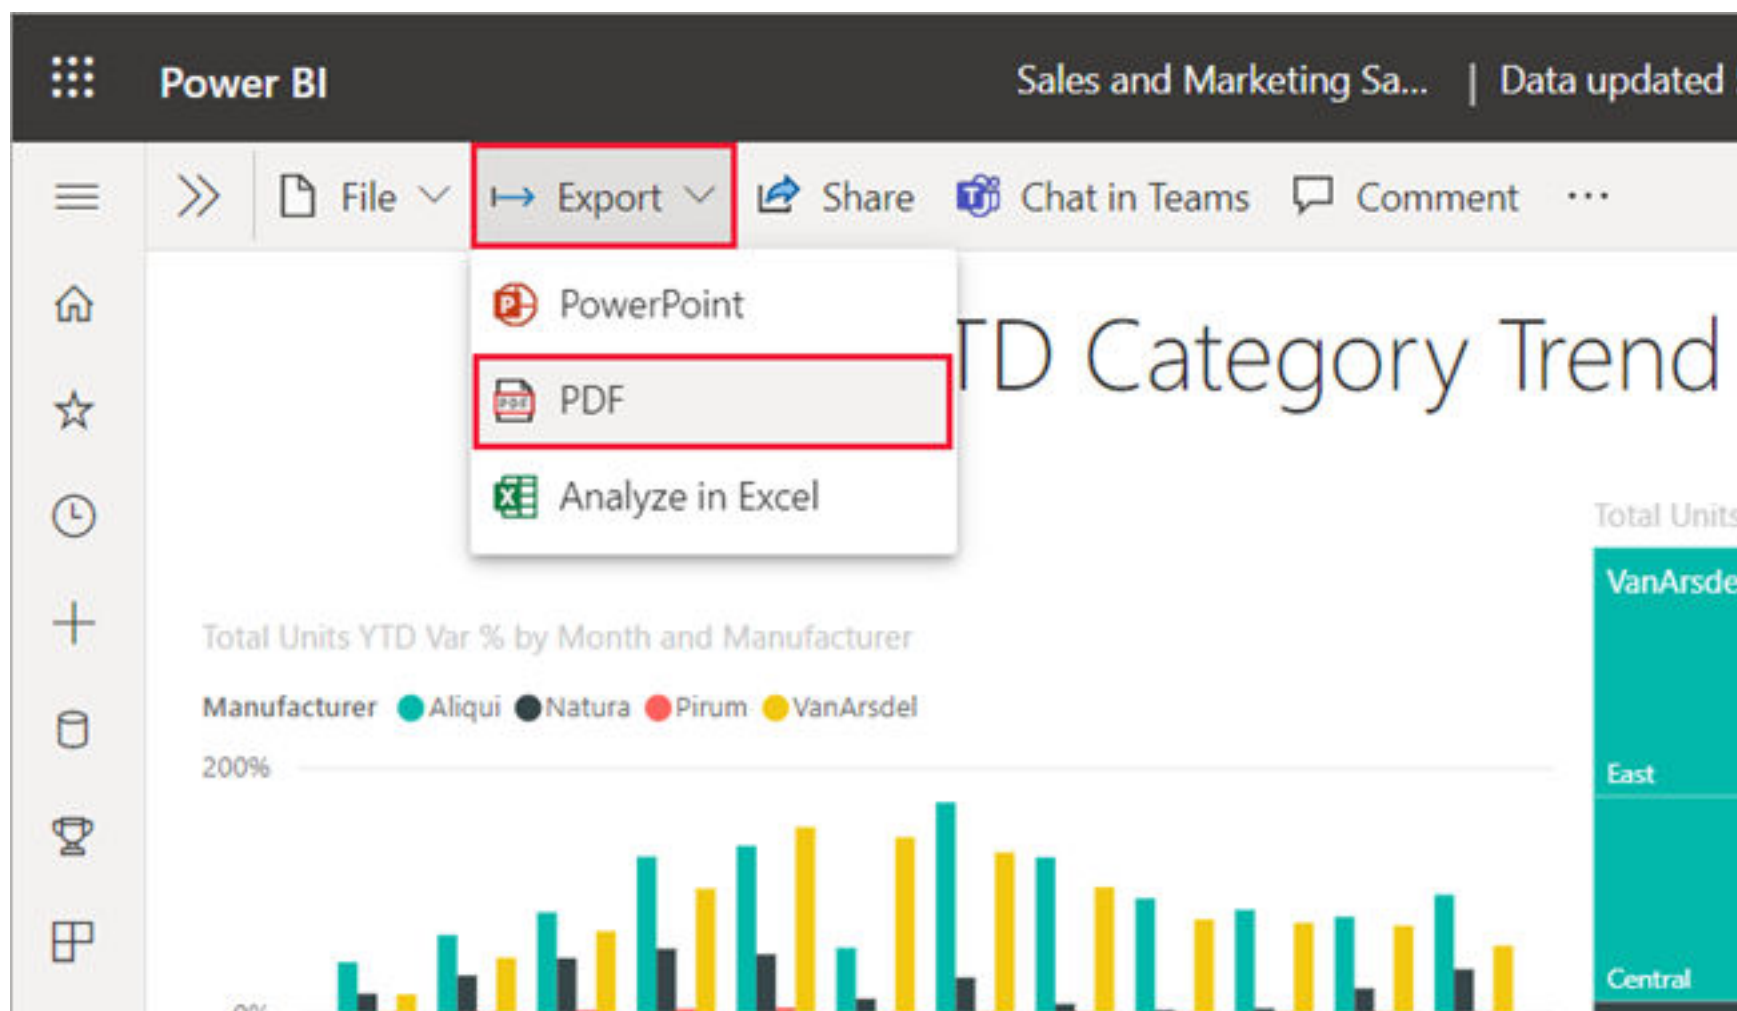 Power BI
Sales and Marketing Sa... | Data updated
File
Export
Share
Chat in Teams
Comment
...
PowerPoint
PDF
Analyze in Excel
TD Category Trend
Total Units YTD Var % by Month and Manufacturer
Manufacturer Aliqui Natura Pirum VanArsdel
200%
0%
Total Units
VanArsde
East
Central